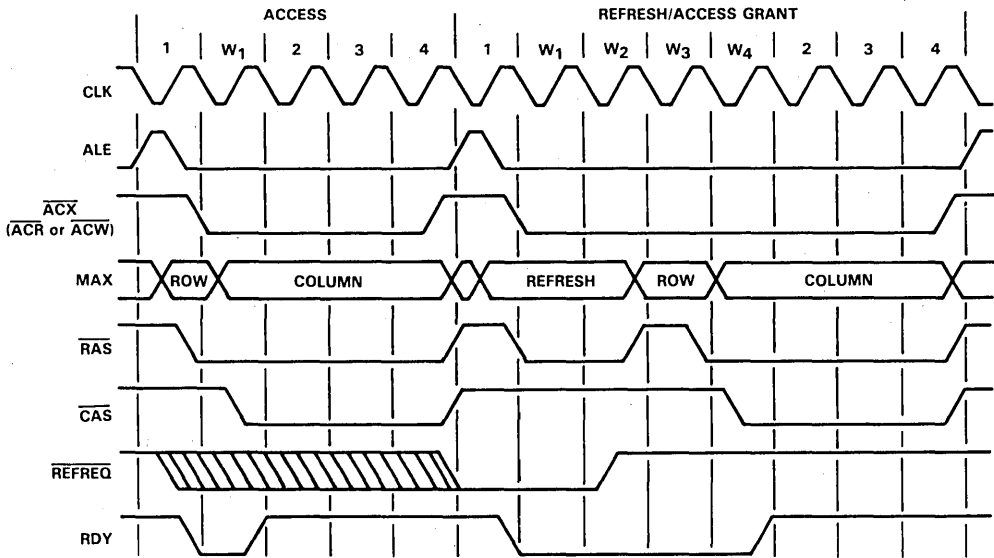 ACCESS REFRESH/ACCESS GRANT
1 W1 2 3 4 1 W1 W2 W3 W4 2 3 4
CLK
ALE
ACX
(ACR or ACW)
MAX ROW COLUMN REFRESH ROW COLUMN
RAS
CAS
REFREQ
RDY